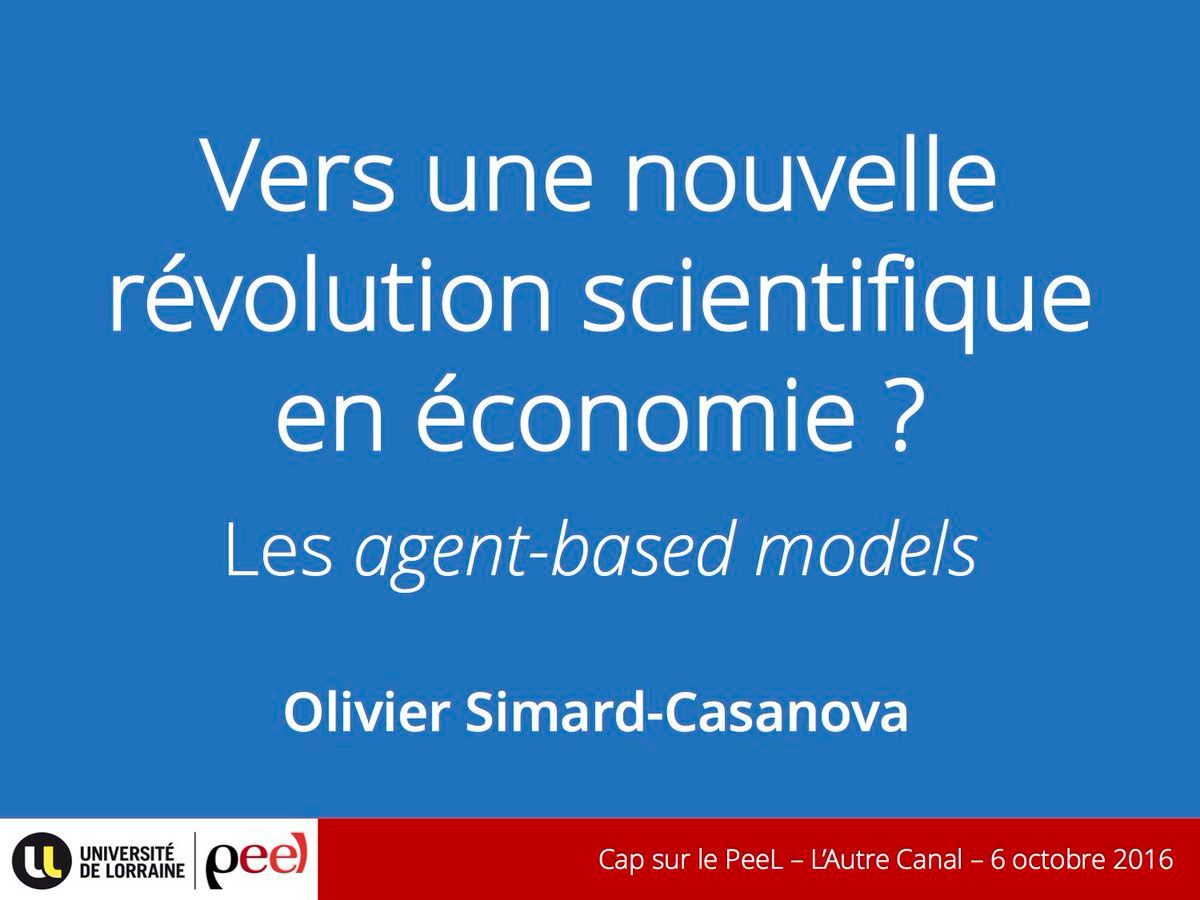 Vers une nouvelle
révolution scientifique
en économie ?
Les agent-based models
Olivier Simard-Casanova
UNIVERSITÉ
DE LORRAINE
peel
Cap sur le PeeL – L’Autre Canal – 6 octobre 2016